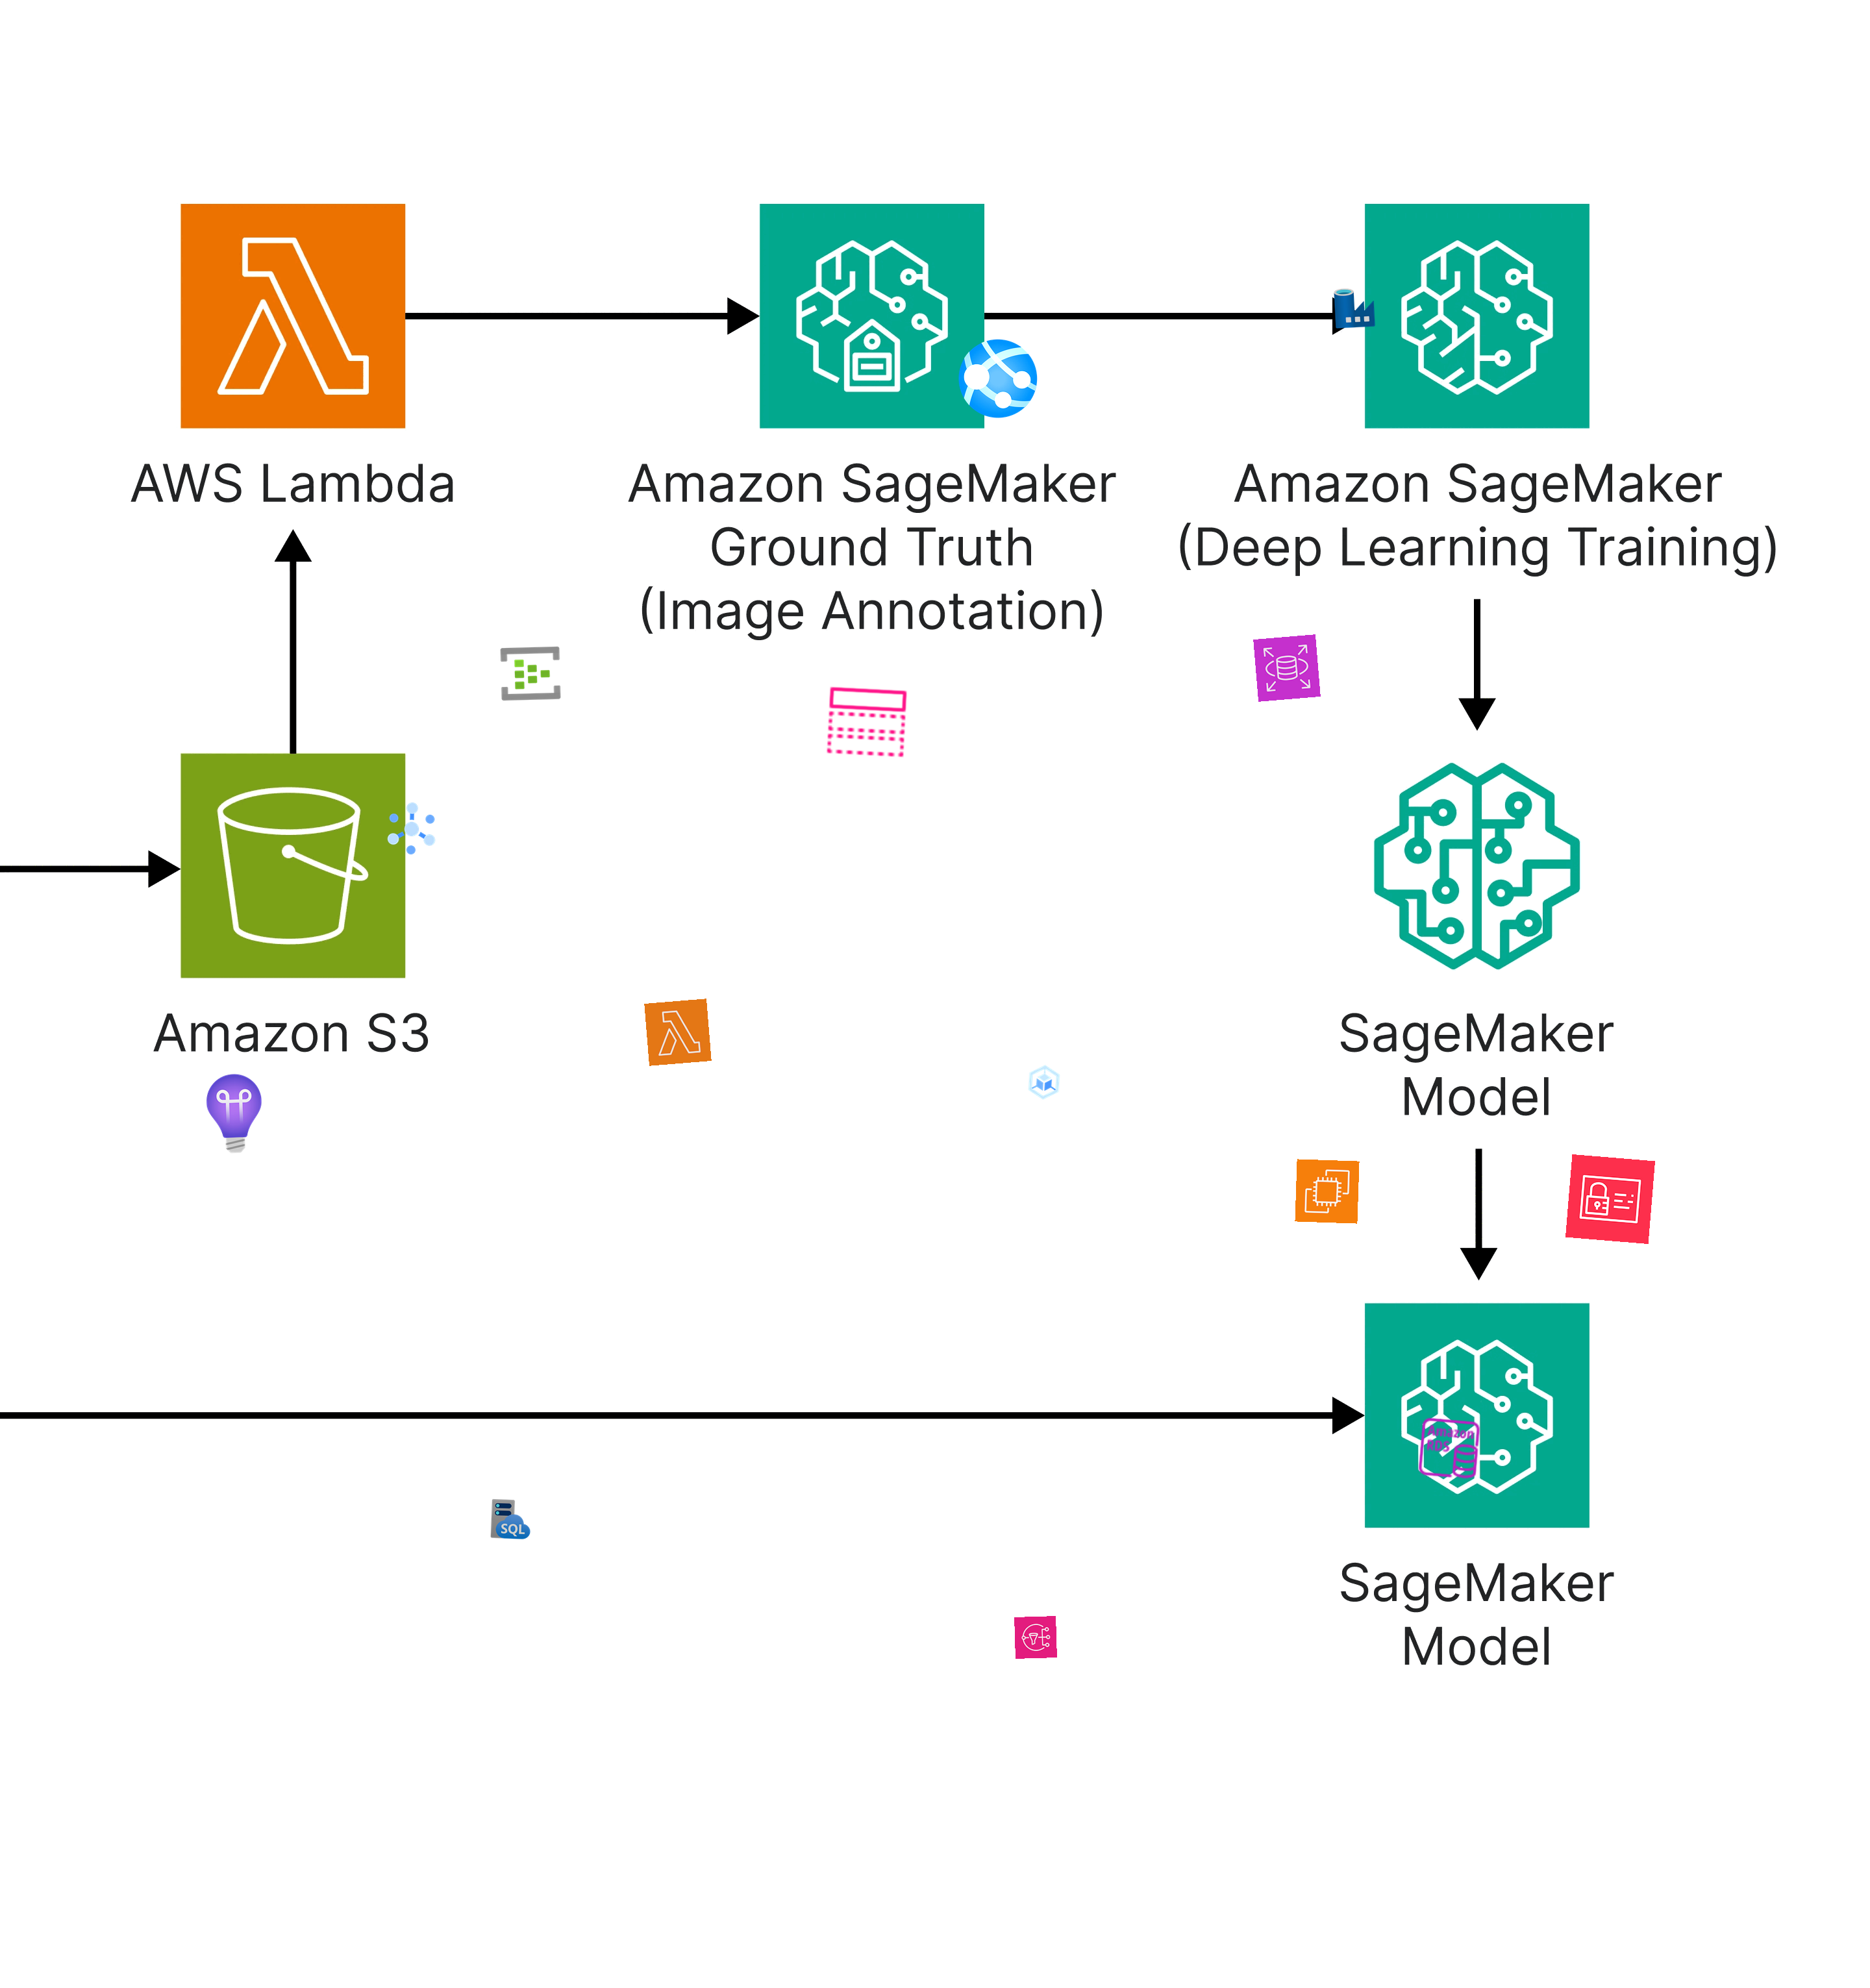 AWS Lambda
Amazon SageMaker
Ground Truth
(Image Annotation)
Amazon SageMaker
(Deep Learning Training)
Amazon S3
SageMaker
Model
Amazon
RDS
SQL
SageMaker
Model